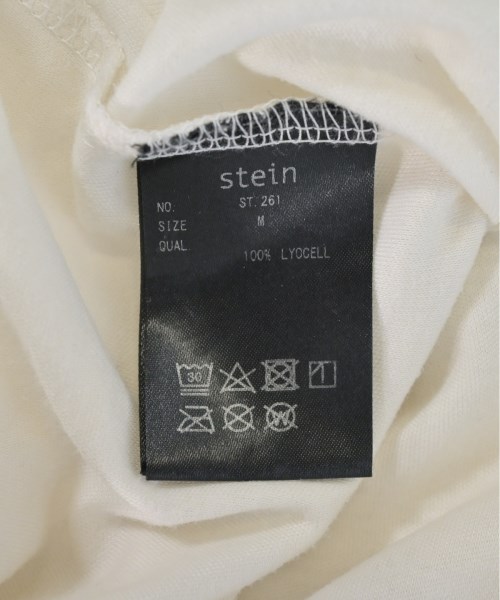 stein
NO. ST.261
SIZE M
QUAL
100% LYOCELL
30
W